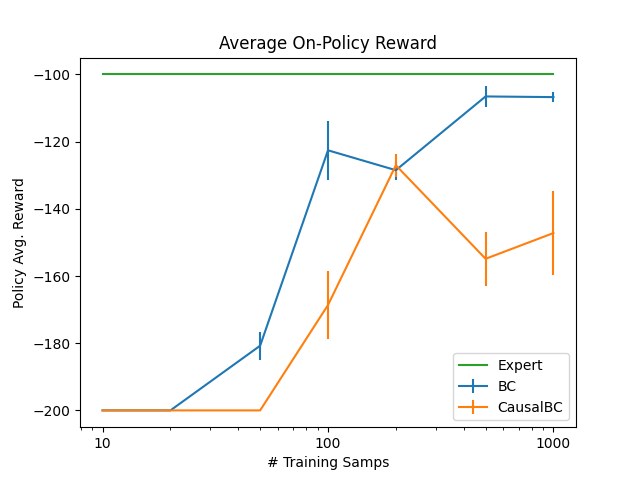 Average On-Policy Reward
Policy Avg. Reward
−100
−120
−140
−160
−180
−200
10
100
1000
# Training Samps
Expert
BC
CausalBC